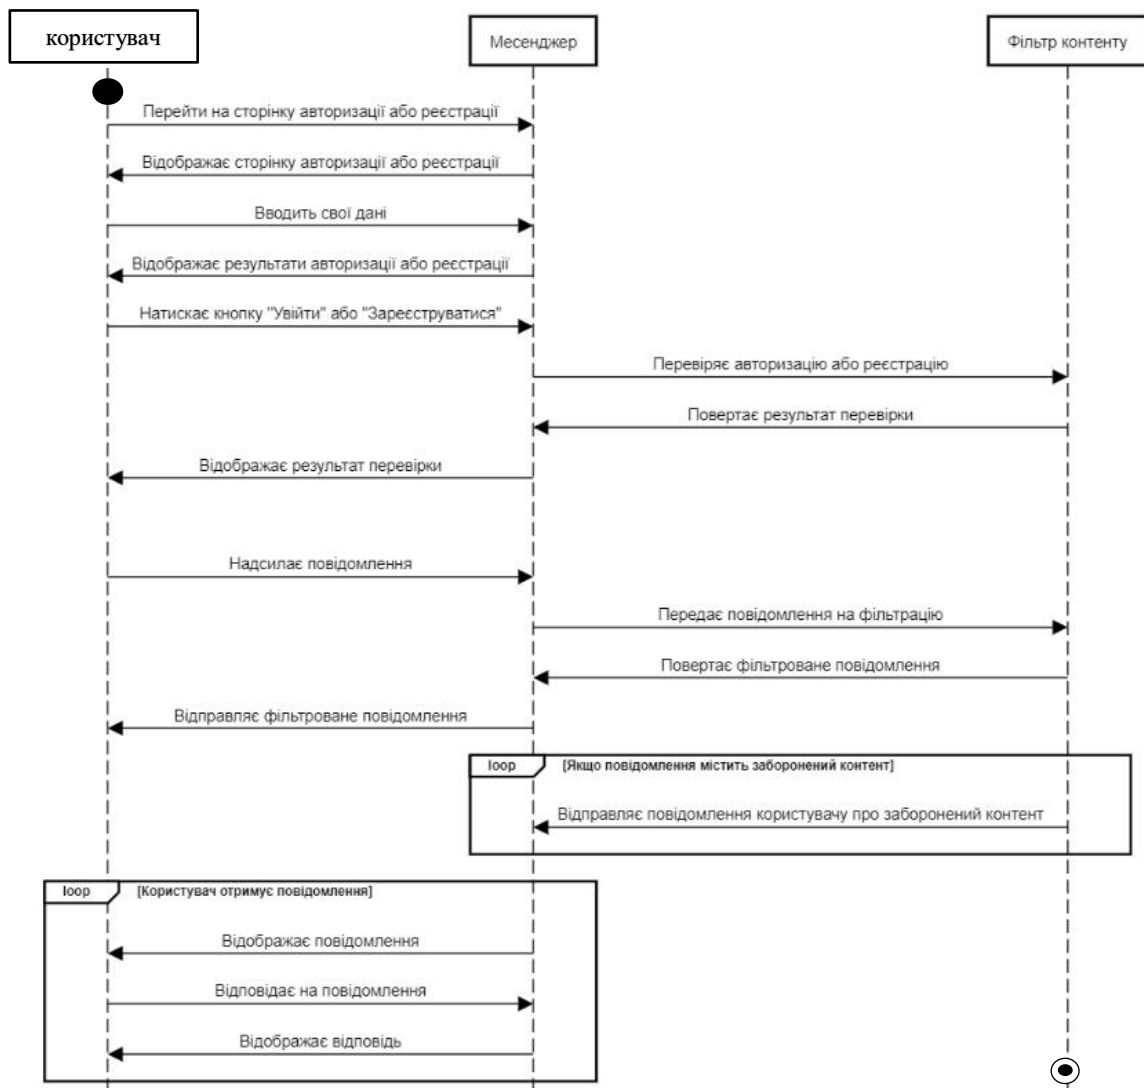 користувач
Месенджер
Фільтр контенту
Перейти на сторінку авторизації або реєстрації
Відображає сторінку авторизації або реєстрації
Вводить свої дані
Відображає результати авторизації або реєстрації
Натискає кнопку "Увійти" або "Зареєструватися"
Перевіряє авторизацію або реєстрацію
Повертає результат перевірки
Відображає результат перевірки
Надсилає повідомлення
Передає повідомлення на фільтрацію
Повертає фільтроване повідомлення
Відправляє фільтроване повідомлення
loop [Якщо повідомлення містить заборонений контент]
Відправляє повідомлення користувачу про заборонений контент
loop [Користувач отримує повідомлення]
Відображає повідомлення
Відповідає на повідомлення
Відображає відповідь